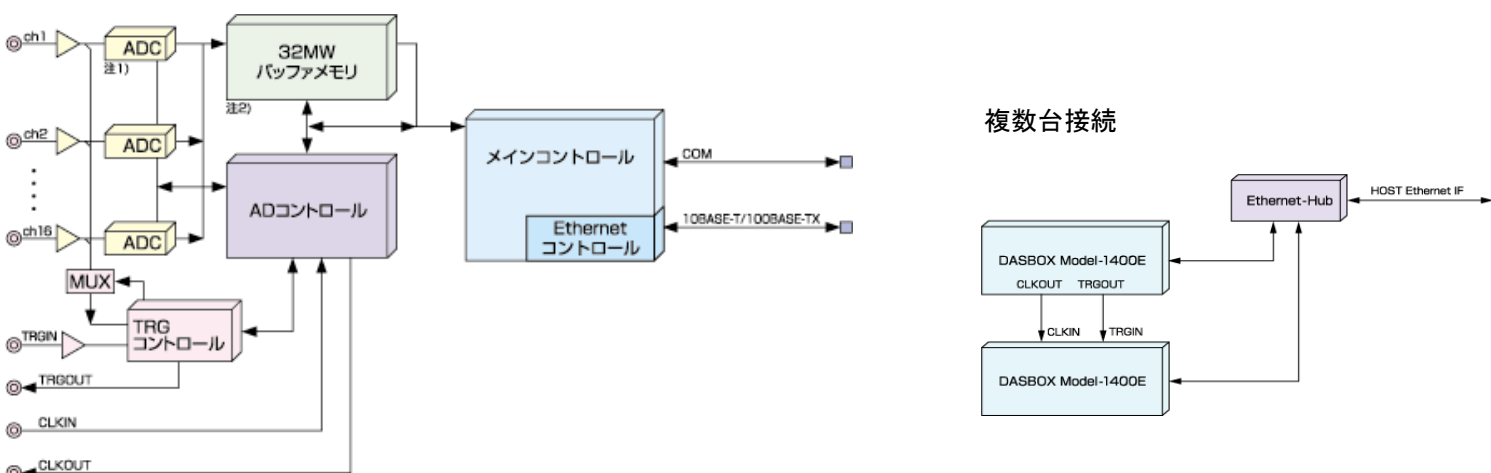 ch1
ADC
注1)
32MW
バッファメモリ
注2)
ch2
ADC
メインコントロール
COM
ADコントロール
ch16
ADC
10BASE-T/100BASE-TX
Ethernet
コントロール
MUX
TRG
コントロール
TRGIN
TRGOUT
CLKIN
CLKOUT
複数台接続
Ethernet-Hub
HOST Ethernet IF
DASBOX Model-1400E
CLKOUT TRGOUT
CLKIN TRGIN
DASBOX Model-1400E